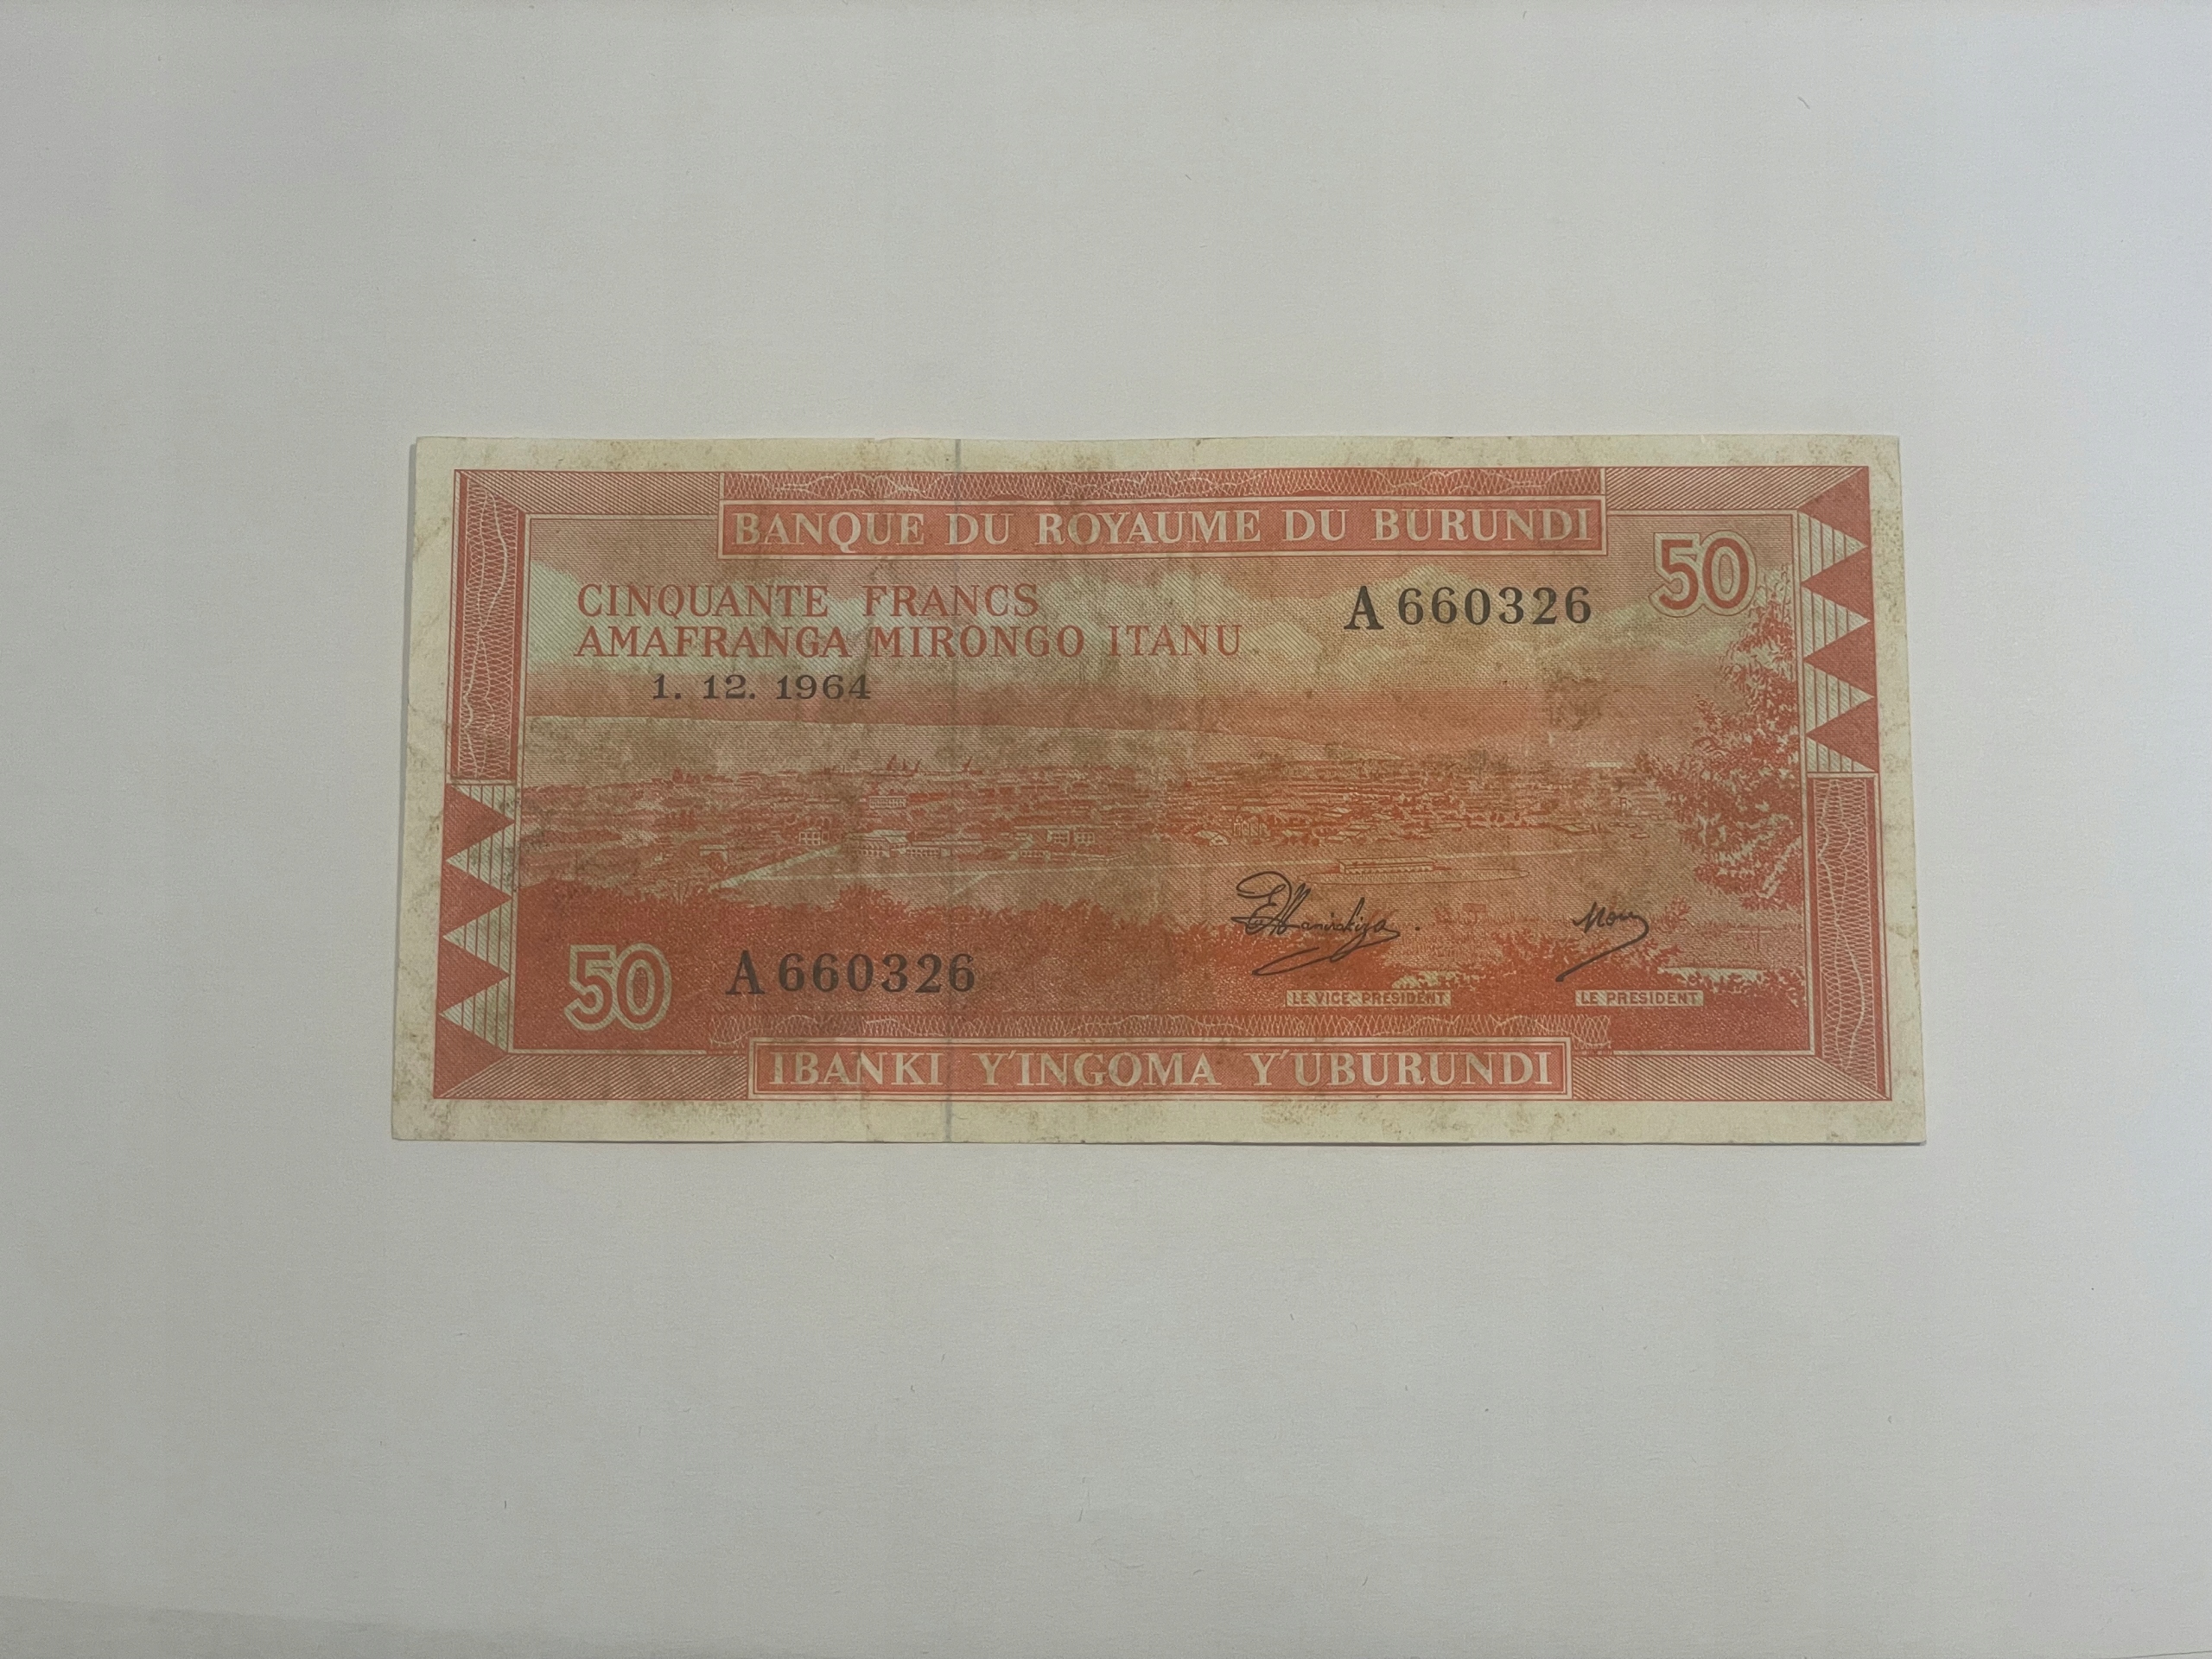 BANQUE DU ROYAUME DU BURUNDI
50
CINQUANTE FRANCS
A 660326
AMAFRANGA MIRONGO ITANU
1. 12. 1964
50
A 660326
LE VICE-PRESIDENT
LE PRESIDENT
IBANKI Y'INGOMA Y'UBURUNDI